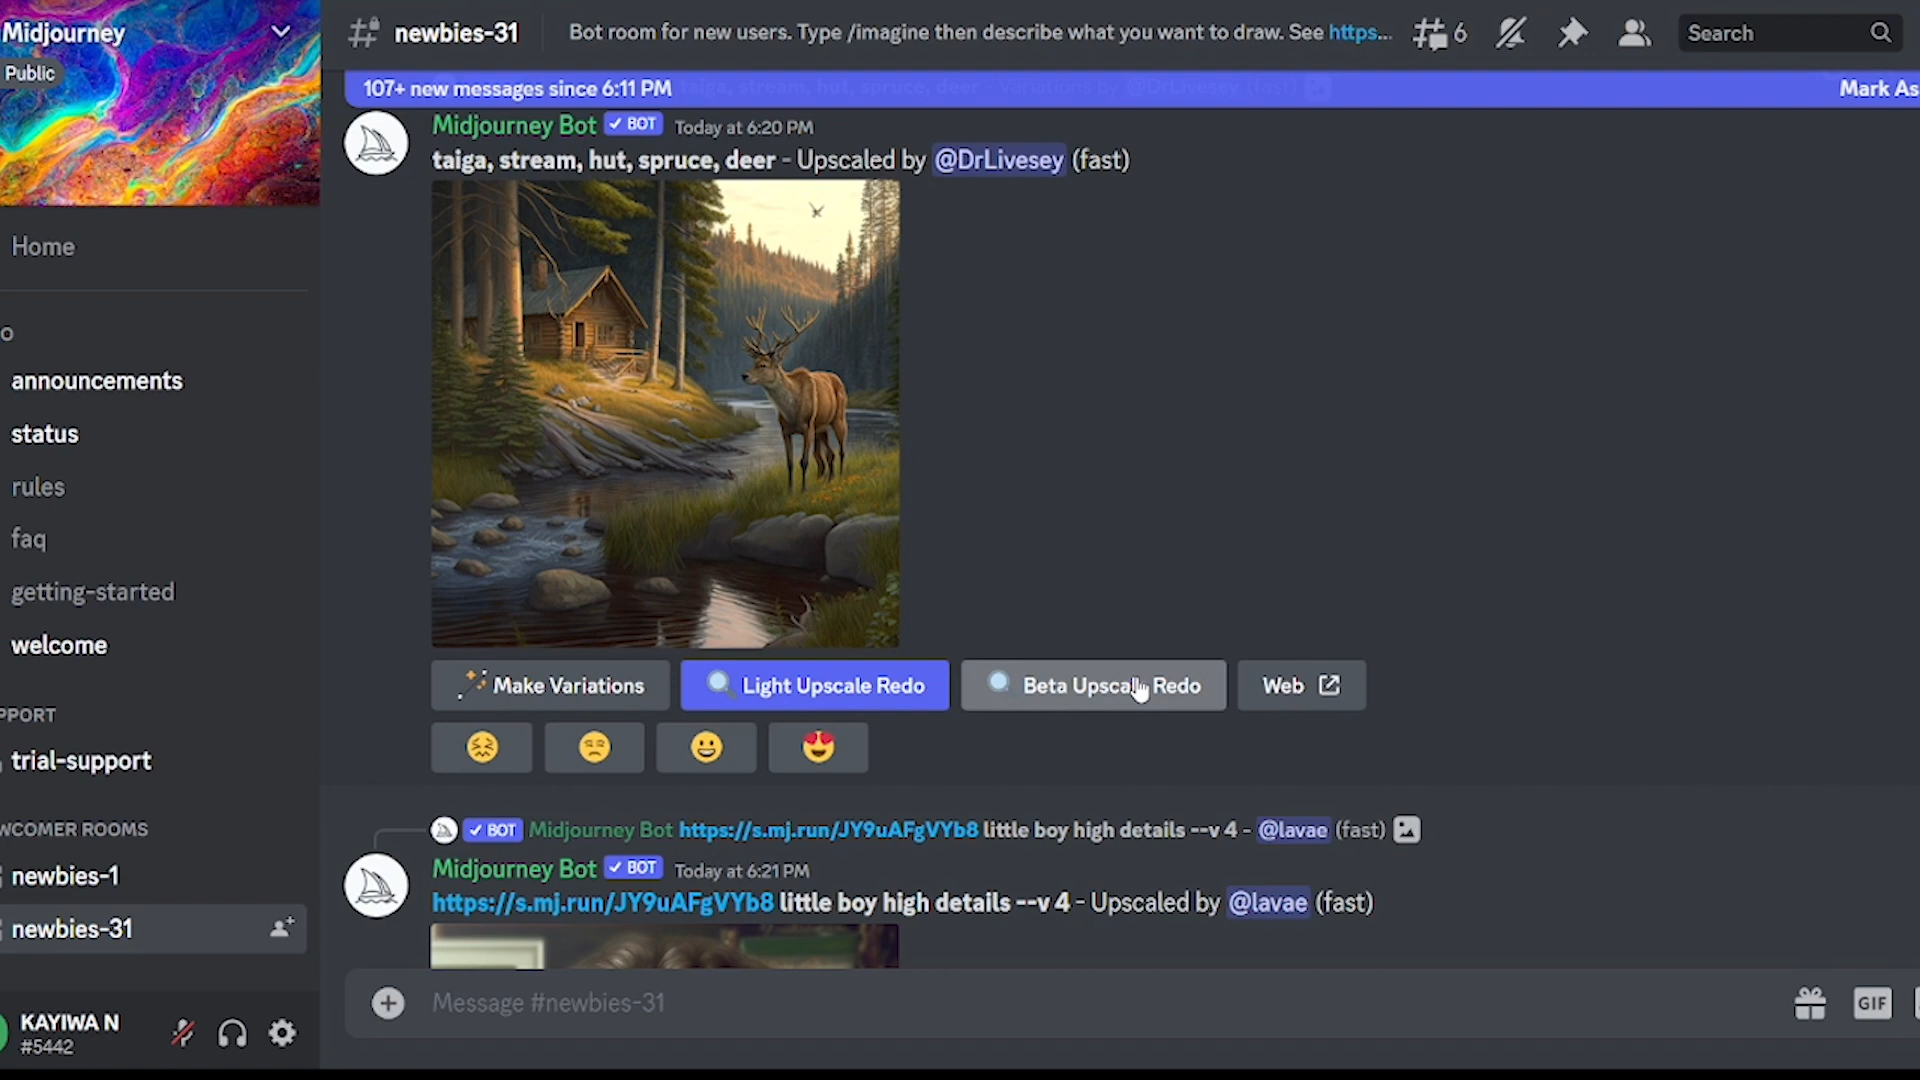 Midjourney
Public
Home
O
announcements
status
rules
faq
getting-started
welcome
PPORT
trial-support
WCOMER ROOMS
newbies-1
newbies-31
KAYIWA N
#5442
newbies-31
Bot room for new users. Type /imagine then describe what you want to draw. See https...
6
Search
107+ new messages since 6:11 PM
Mark As
Midjourney Bot ✓ BOT Today at 6:20 PM
taiga, stream, hut, spruce, deer - Upscaled by @DrLivesey (fast)
Make Variations
Light Upscale Redo
Beta Upscale Redo
Web
✓ BOT Midjourney Bot https://s.mj.run/JY9uAFgVYb8 little boy high details --v 4 - @lavae (fast)
Midjourney Bot ✓ BOT Today at 6:21 PM
https://s.mj.run/JY9uAFgVYb8 little boy high details --v 4 - Upscaled by @lavae (fast)
Message #newbies-31
GIF